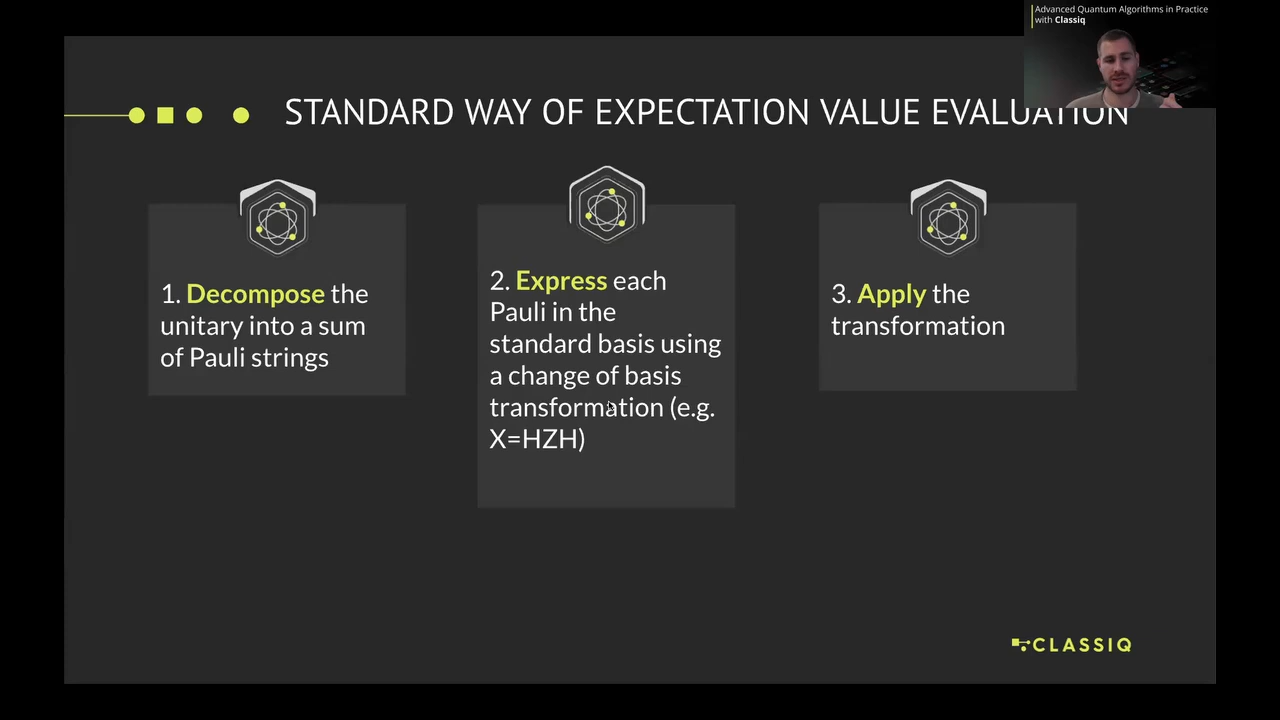 Advanced Quantum Algorithms in Practice
with Classiq
STANDARD WAY OF EXPECTATION VALUE EVALUATION
1. Decompose the
unitary into a sum
of Pauli strings
2. Express each
Pauli in the
standard basis using
a change of basis
transformation (e.g.
X=HZH)
3. Apply the
transformation
CLASSIQ